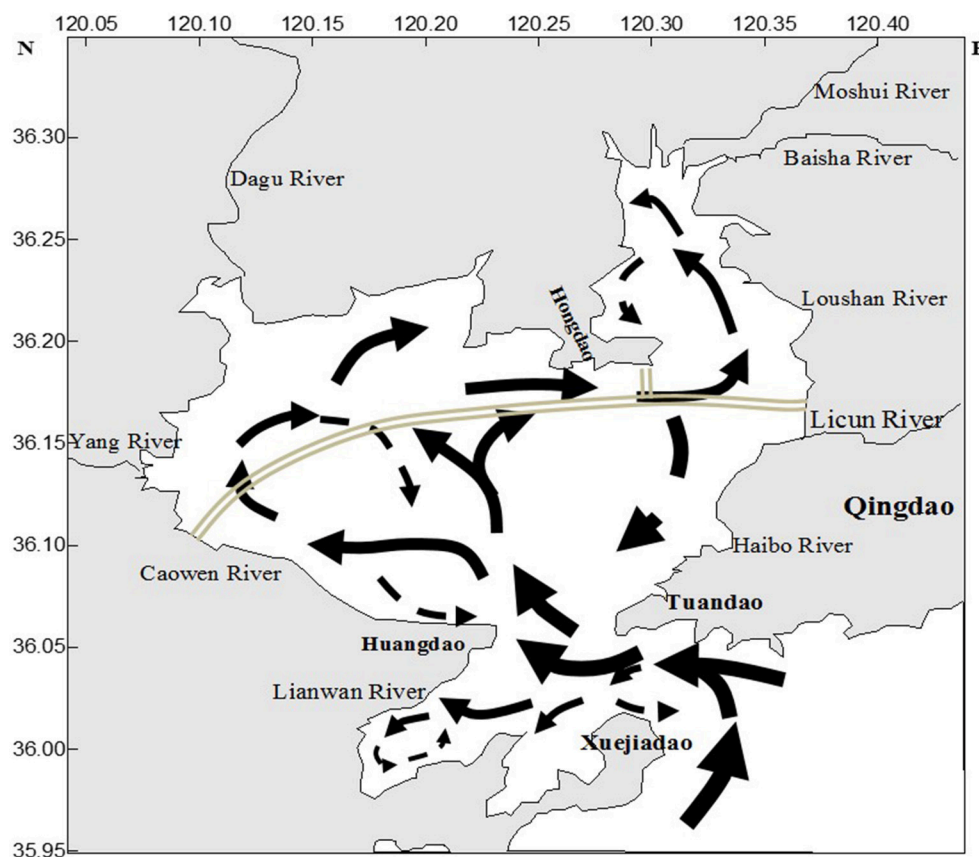 120.05 120.10 120.15 120.20 120.25 120.30 120.35 120.40
N
E
Moshui River
36.30
Baisha River
Dagu River
36.25
Hongdao
Loushan River
36.20
Licun River
Yang River
36.15
Qingdao
36.10
Haibo River
Caowen River
Tuandao
36.05
Huangdao
Lianwan River
36.00
Xuejiadao
35.95